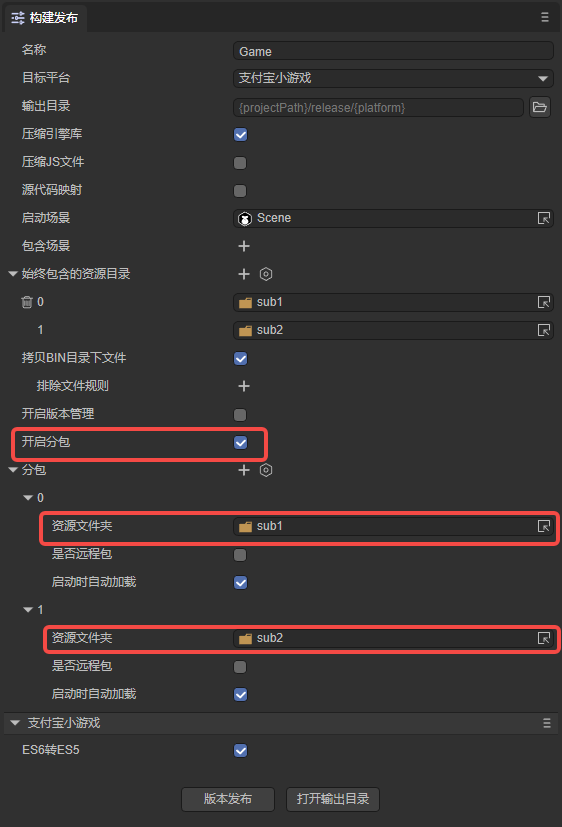 构建发布
名称 Game
目标平台 支付宝小游戏
输出目录 {projectPath}/release/{platform}
压缩引擎库
压缩JS文件
源代码映射
启动场景 Scene
包含场景
始终包含的资源目录
0 sub1
1 sub2
拷贝BIN目录下文件
排除文件规则
开启版本管理
开启分包
分包
0
资源文件夹 sub1
是否远程包
启动时自动加载
1
资源文件夹 sub2
是否远程包
启动时自动加载
支付宝小游戏
ES6转ES5
版本发布 打开输出目录